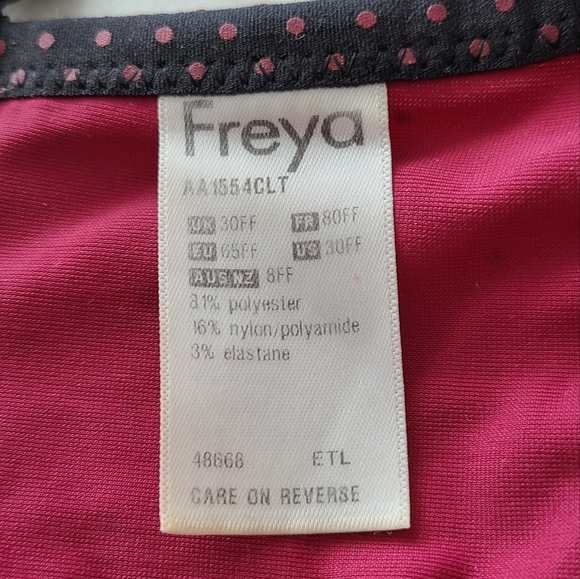 Freya
AA1554CLT
UK 30FF FR 80FF
EU 65FF US 30FF
AUS/NZ 8FF
81% polyester
16% nylon/polyamide
3% elastane
48668 ETL
CARE ON REVERSE